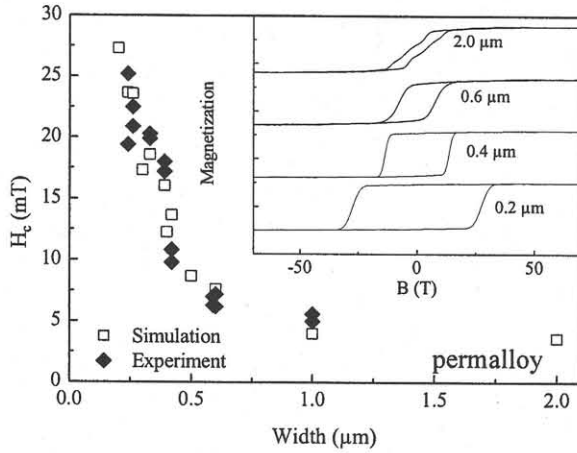 30
25
20
15
10
5
0
H_c (mT)
Magnetization
2.0 μm
0.6 μm
0.4 μm
0.2 μm
-50
0
50
B (T)
Simulation
Experiment
permalloy
0.0
0.5
1.0
1.5
2.0
Width (μm)